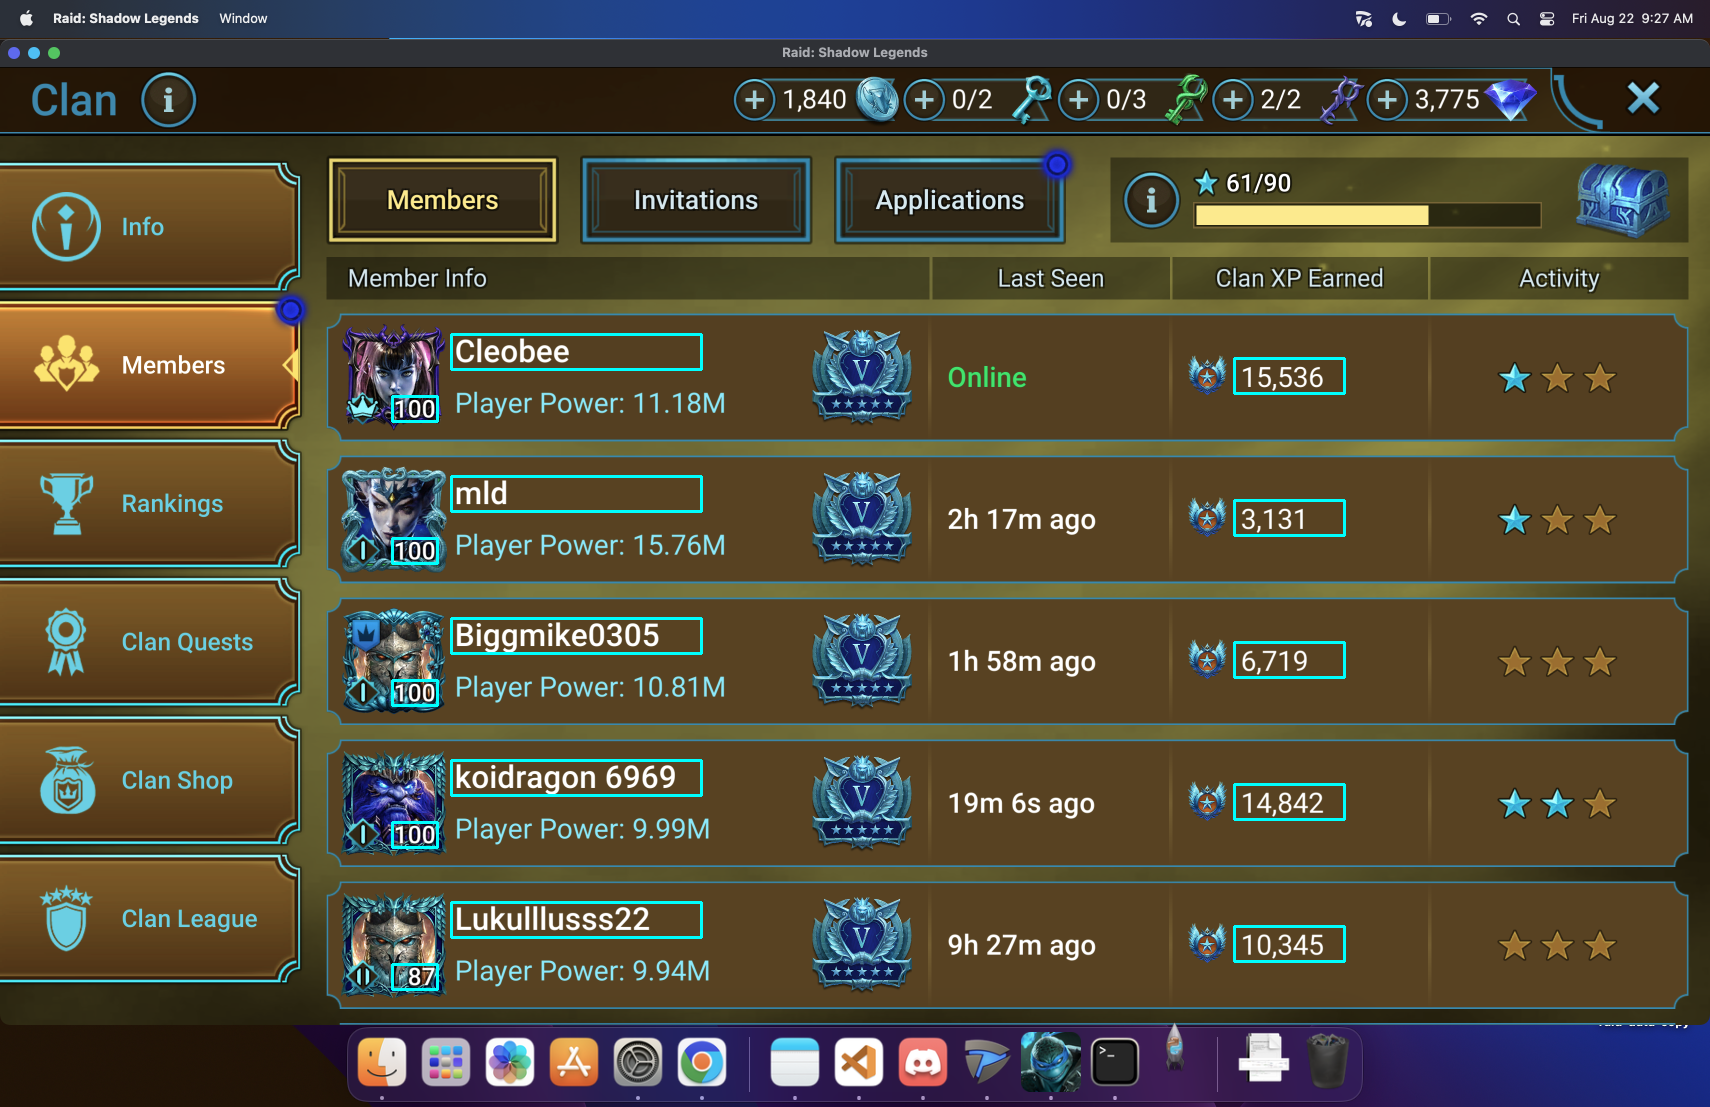 Raid: Shadow Legends Window Fri Aug 22 9:27 AM
Raid: Shadow Legends
Clan i + 1,840 + 0/2 + 0/3 + 2/2 + 3,775
Members Invitations Applications i 61/90
Member Info Last Seen Clan XP Earned Activity
Info
Members
Rankings
Clan Quests
Clan Shop
Clan League
Cleobee
100 Player Power: 11.18M V Online 15,536
mld
I 100 Player Power: 15.76M V 2h 17m ago 3,131
Biggmike0305
I 100 Player Power: 10.81M V 1h 58m ago 6,719
koidragon 6969
I 100 Player Power: 9.99M V 19m 6s ago 14,842
Lukulllusss22
II 87 Player Power: 9.94M V 9h 27m ago 10,345